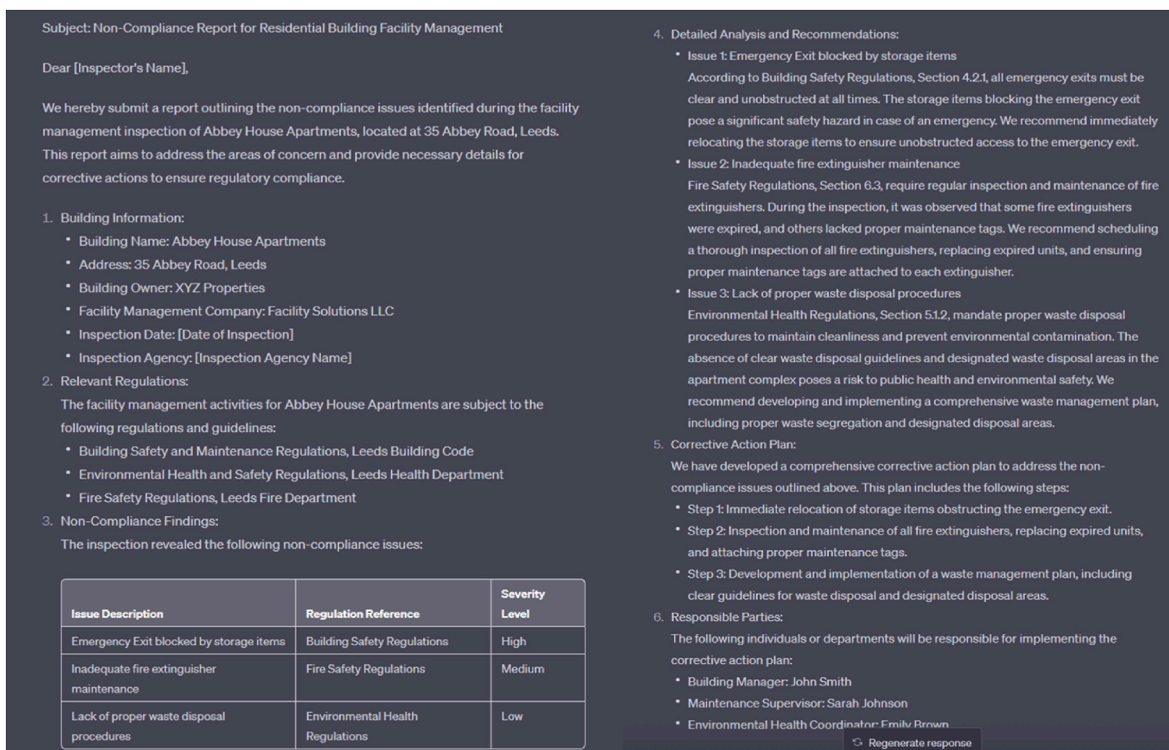 Subject: Non-Compliance Report for Residential Building Facility Management
Dear [Inspector's Name],
We hereby submit a report outlining the non-compliance issues identified during the facility
management inspection of Abbey House Apartments, located at 35 Abbey Road, Leeds.
This report aims to address the areas of concern and provide necessary details for
corrective actions to ensure regulatory compliance.
1. Building Information:
• Building Name: Abbey House Apartments
• Address: 35 Abbey Road, Leeds
• Building Owner: XYZ Properties
• Facility Management Company: Facility Solutions LLC
• Inspection Date: [Date of Inspection]
• Inspection Agency: [Inspection Agency Name]
2. Relevant Regulations:
The facility management activities for Abbey House Apartments are subject to the
following regulations and guidelines:
• Building Safety and Maintenance Regulations, Leeds Building Code
• Environmental Health and Safety Regulations, Leeds Health Department
• Fire Safety Regulations, Leeds Fire Department
3. Non-Compliance Findings:
The inspection revealed the following non-compliance issues:
Severity
Issue Description Regulation Reference Level
Emergency Exit blocked by storage items Building Safety Regulations High
Inadequate fire extinguisher Fire Safety Regulations Medium
maintenance
Lack of proper waste disposal Environmental Health Low
procedures Regulations
4. Detailed Analysis and Recommendations:
• Issue 1: Emergency Exit blocked by storage items
According to Building Safety Regulations, Section 4.2.1, all emergency exits must be
clear and unobstructed at all times. The storage items blocking the emergency exit
pose a significant safety hazard in case of an emergency. We recommend immediately
relocating the storage items to ensure unobstructed access to the emergency exit.
• Issue 2: Inadequate fire extinguisher maintenance
Fire Safety Regulations, Section 6.3, require regular inspection and maintenance of fire
extinguishers. During the inspection, it was observed that some fire extinguishers
were expired, and others lacked proper maintenance tags. We recommend scheduling
a thorough inspection of all fire extinguishers, replacing expired units, and ensuring
proper maintenance tags are attached to each extinguisher.
• Issue 3: Lack of proper waste disposal procedures
Environmental Health Regulations, Section 5.1.2, mandate proper waste disposal
procedures to maintain cleanliness and prevent environmental contamination. The
absence of clear waste disposal guidelines and designated waste disposal areas in the
apartment complex poses a risk to public health and environmental safety. We
recommend developing and implementing a comprehensive waste management plan,
including proper waste segregation and designated disposal areas.
5. Corrective Action Plan:
We have developed a comprehensive corrective action plan to address the non-
compliance issues outlined above. This plan includes the following steps:
• Step 1: Immediate relocation of storage items obstructing the emergency exit.
• Step 2: Inspection and maintenance of all fire extinguishers, replacing expired units,
and attaching proper maintenance tags.
• Step 3: Development and implementation of a waste management plan, including
clear guidelines for waste disposal and designated disposal areas.
6. Responsible Parties:
The following individuals or departments will be responsible for implementing the
corrective action plan:
• Building Manager: John Smith
• Maintenance Supervisor: Sarah Johnson
• Environmental Health Coordinator: Emily Brown
Regenerate response